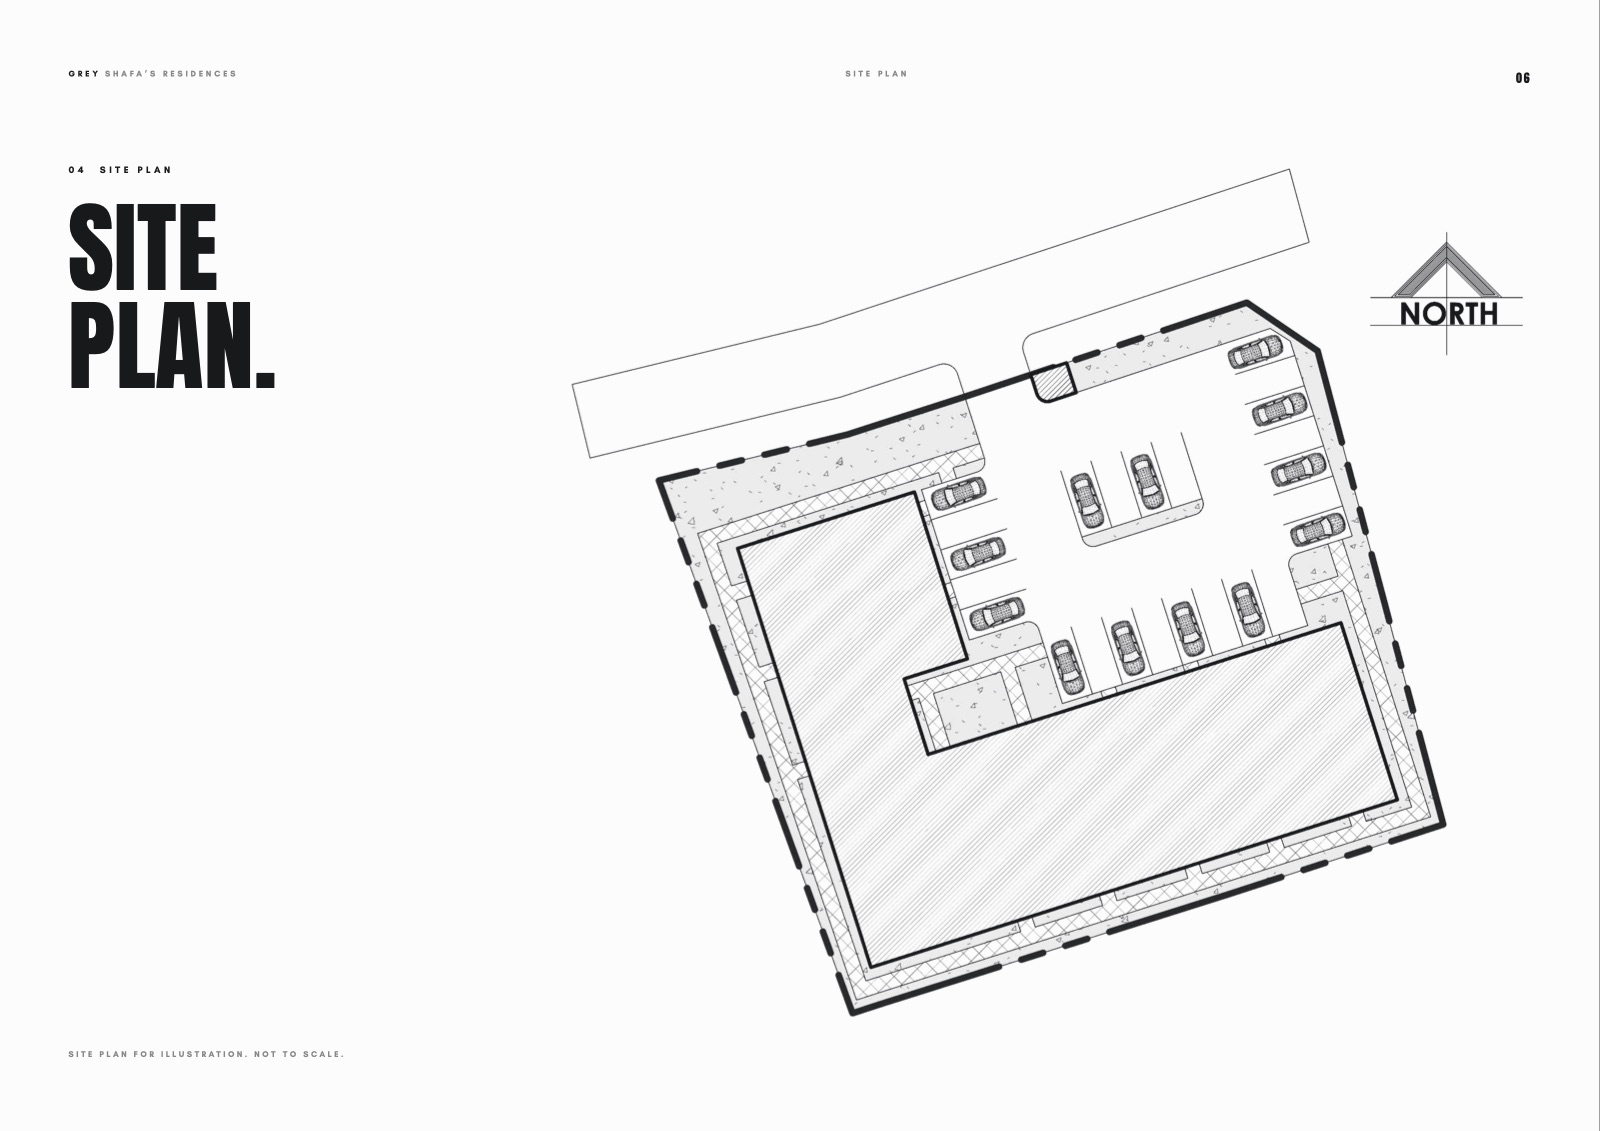 GREY SHAFA'S RESIDENCES
SITE PLAN
06
04 SITE PLAN
SITE
PLAN.
NORTH
SITE PLAN FOR ILLUSTRATION. NOT TO SCALE.